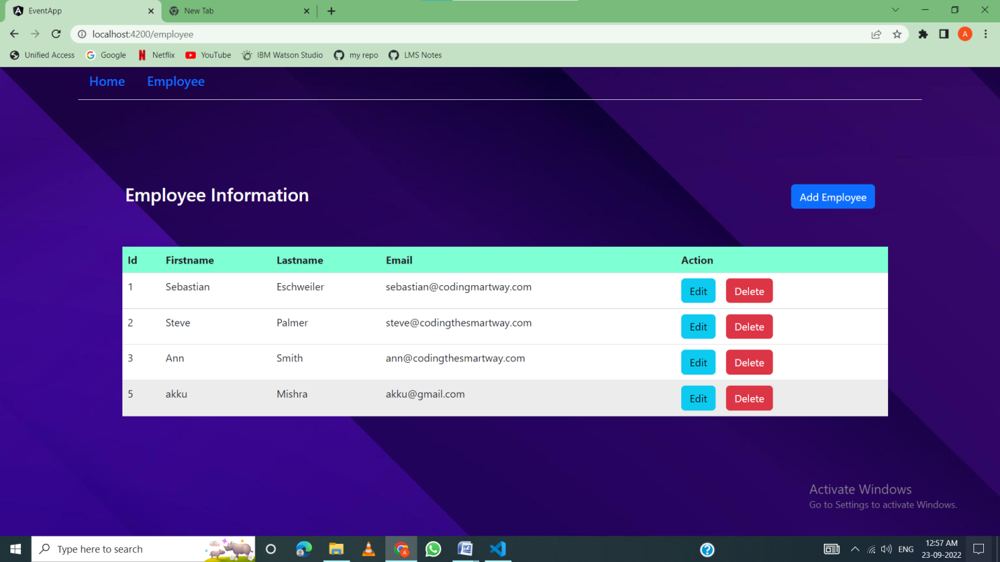 EventApp New Tab
localhost:4200/employee A
Unified Access Google Netflix YouTube IBM Watson Studio my repo LMS Notes
Home Employee
Employee Information Add Employee
Id Firstname Lastname Email Action
1 Sebastian Eschweiler sebastian@codingmartway.com Edit Delete
2 Steve Palmer steve@codingthesmartway.com Edit Delete
3 Ann Smith ann@codingthesmartway.com Edit Delete
5 akku Mishra akku@gmail.com Edit Delete
Activate Windows
Go to Settings to activate Windows.
Type here to search ENG 12:57 AM
23-09-2022